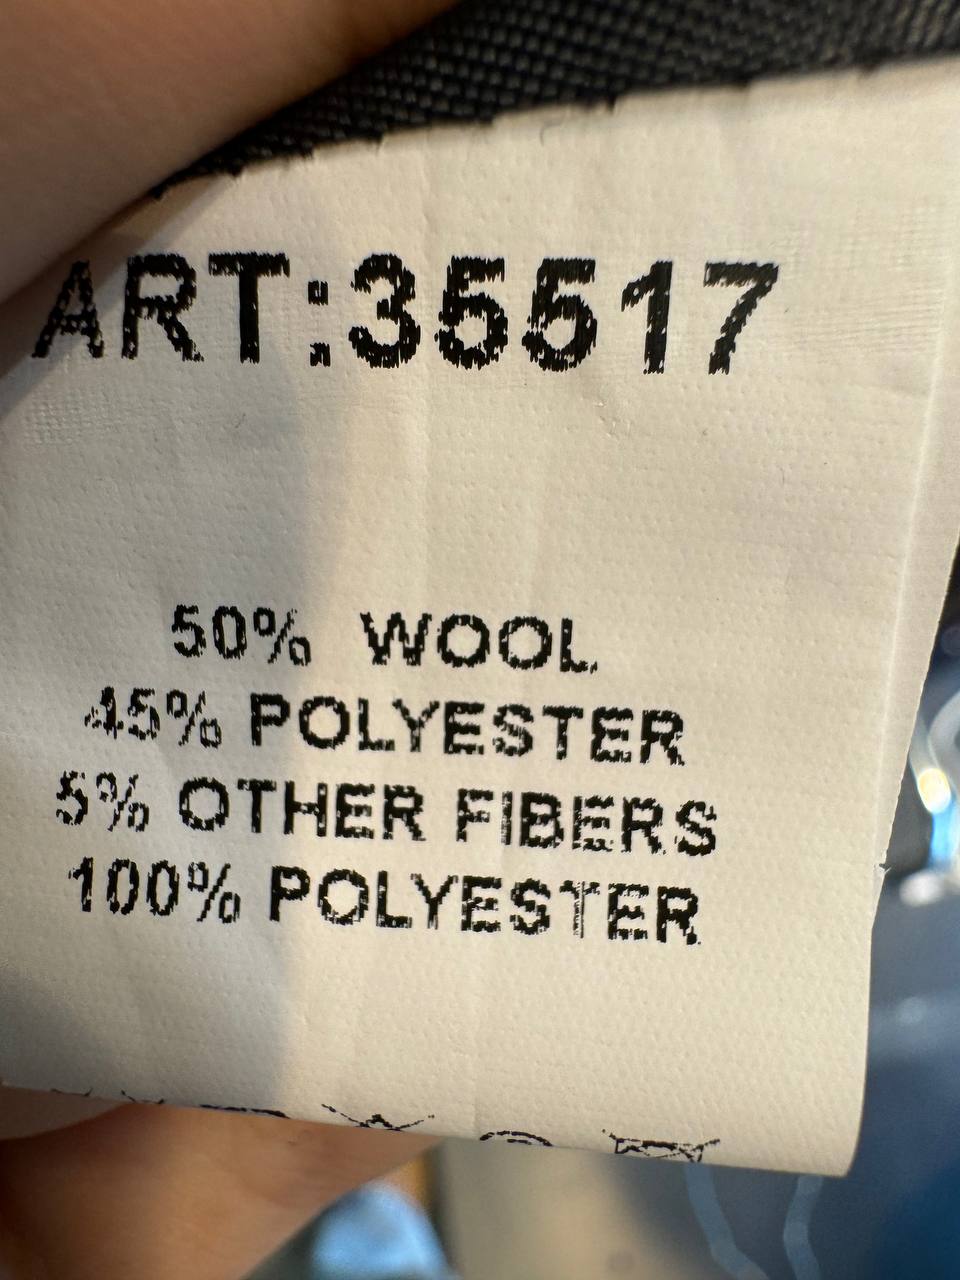 ART:35517
50% WOOL
45% POLYESTER
5% OTHER FIBERS
100% POLYESTER